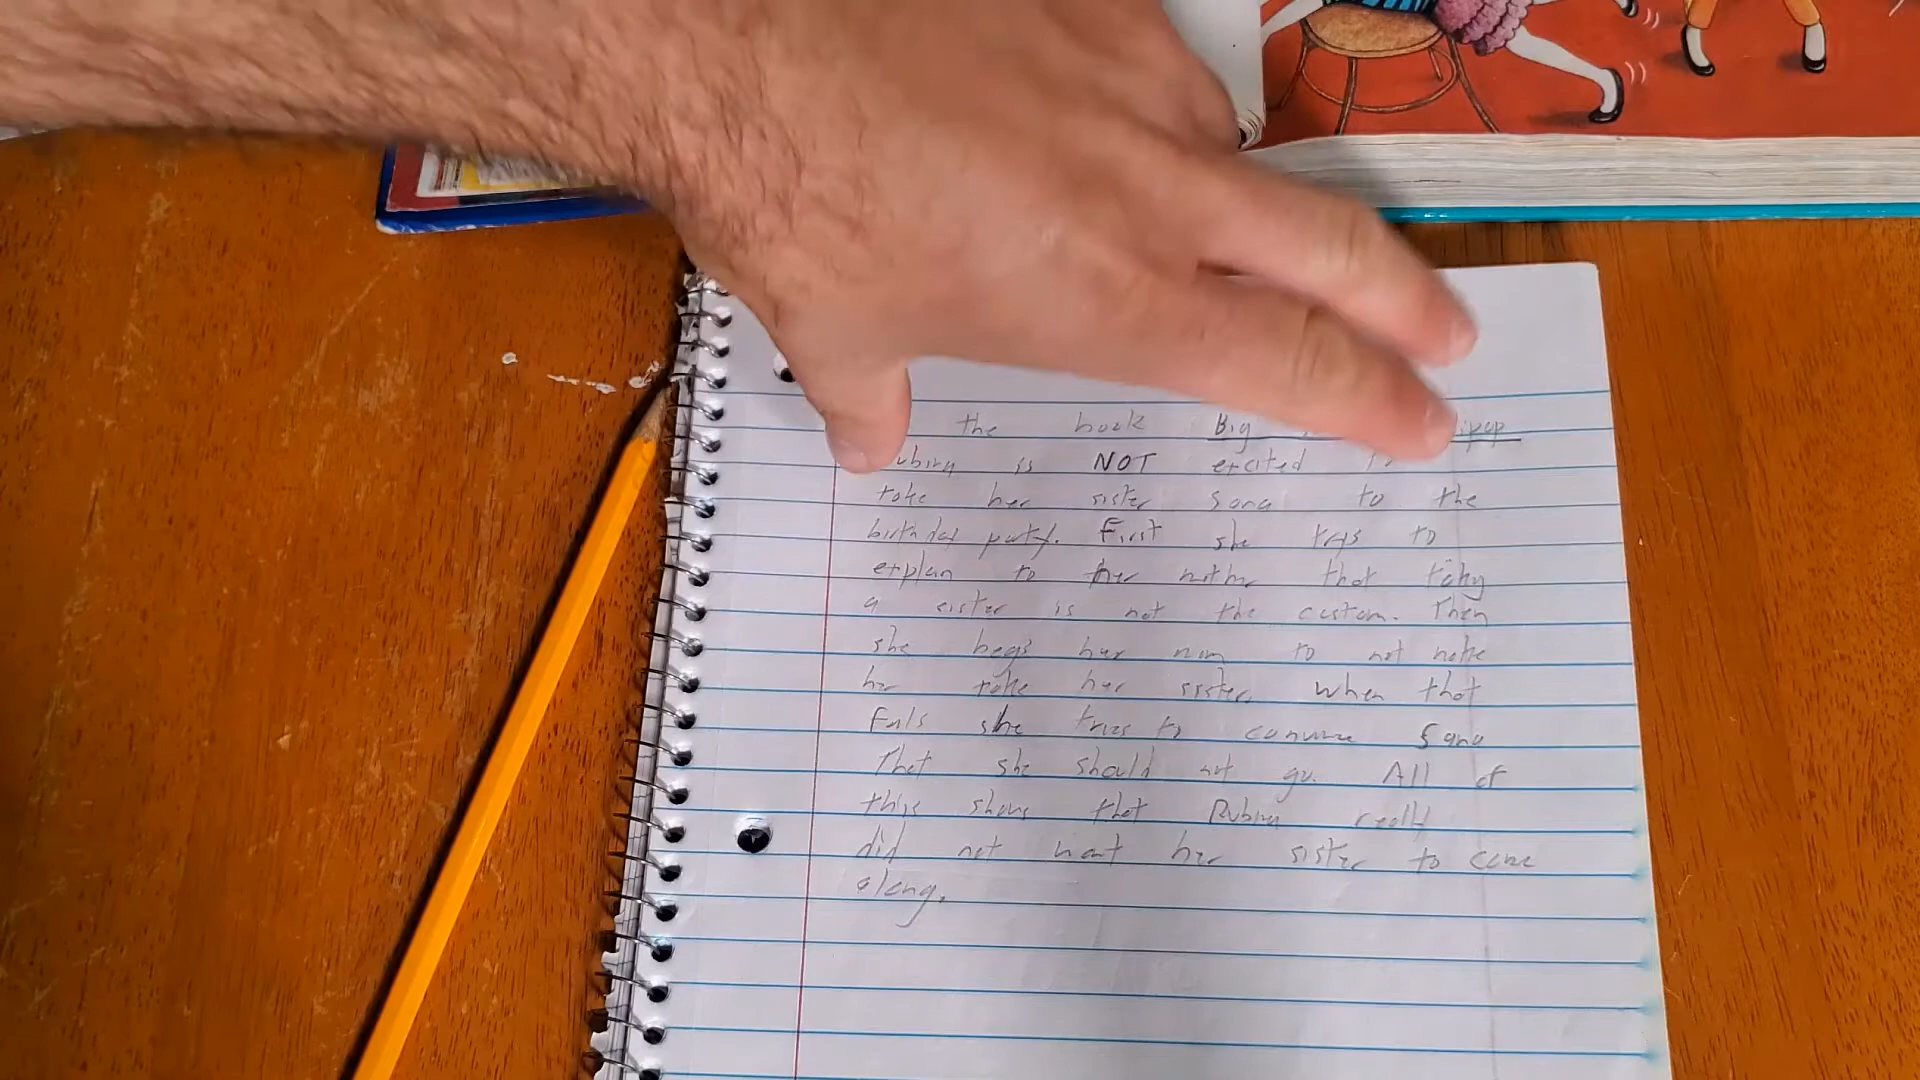 the book Big
is NOT excited
take her sister Sana to the
birthday party. First she trys to
explan to her mother that taking
a sister is not the custom. Then
she begs her mom to not make
her take her sister. When that
Fails she tries to convince Sana
That she should not go. All of
this shows that Rubina really
did not want her sister to come
along.